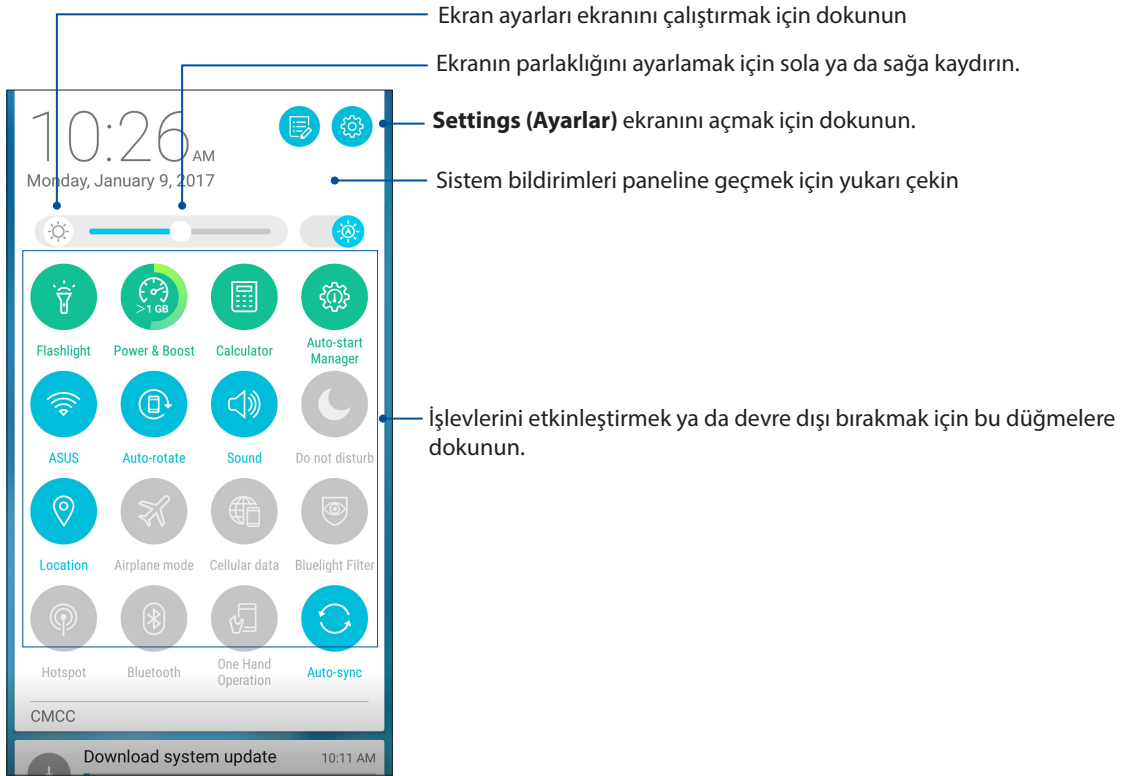 Ekran ayarları ekranını çalıştırmak için dokunun
Ekranın parlaklığını ayarlamak için sola ya da sağa kaydırın.
Settings (Ayarlar) ekranını açmak için dokunun.
Sistem bildirimleri paneline geçmek için yukarı çekin
İşlevlerini etkinleştirmek ya da devre dışı bırakmak için bu düğmelere
dokunun.
10:26 AM
Monday, January 9, 2017
A
>1 GB
Flashlight
Power & Boost
Calculator
Auto-start
Manager
ASUS
Auto-rotate
Sound
Do not disturb
Location
Airplane mode
Cellular data
Bluelight Filter
Hotspot
Bluetooth
One Hand
Operation
Auto-sync
CMCC
Download system update
10:11 AM